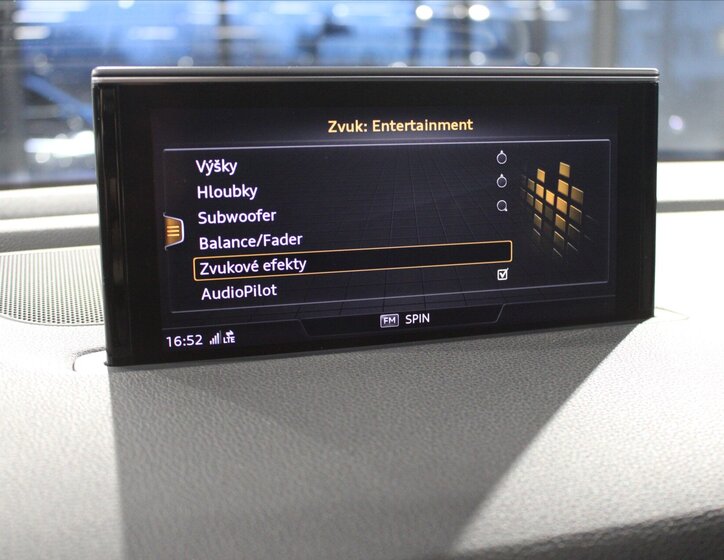 Zvuk: Entertainment
Výšky
Hloubky
Subwoofer
Balance/Fader
Zvukové efekty
AudioPilot
FM SPIN
16:52 LTE